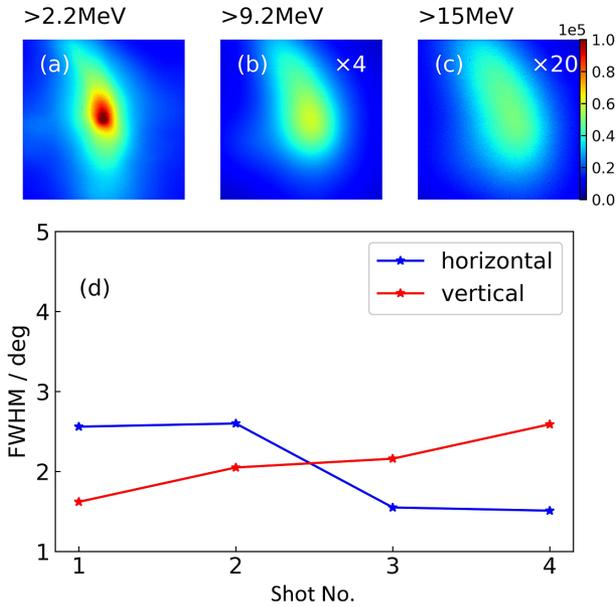 >2.2MeV >9.2MeV >15MeV
1e5
(a) (b) ×4 (c) ×20
1.0
0.8
0.6
0.4
0.2
0.0
5
4
3
2
1
FWHM / deg
(d)
horizontal
vertical
1 2 3 4
Shot No.